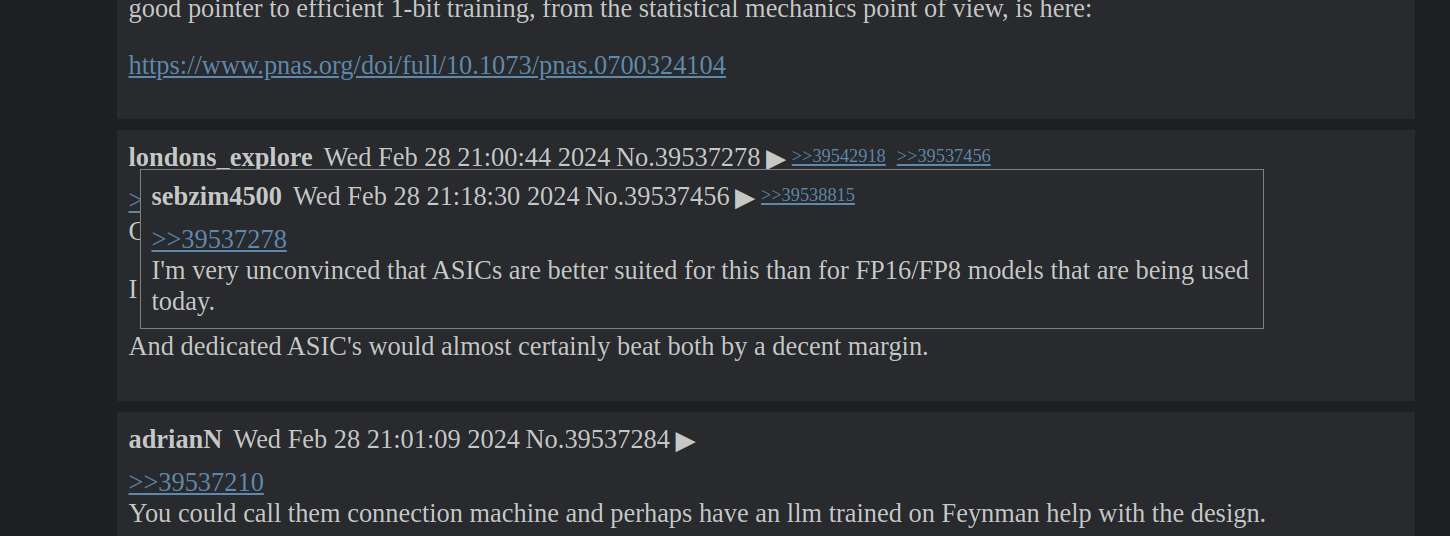 good pointer to efficient 1-bit training, from the statistical mechanics point of view, is here:
https://www.pnas.org/doi/full/10.1073/pnas.0700324104
londons_explore Wed Feb 28 21:00:44 2024 No.39537278 ▶ >>39542918 >>39537456
sebzim4500 Wed Feb 28 21:18:30 2024 No.39537456 ▶ >>39538815
>>39537278
I'm very unconvinced that ASICs are better suited for this than for FP16/FP8 models that are being used
today.
And dedicated ASIC's would almost certainly beat both by a decent margin.
adrianN Wed Feb 28 21:01:09 2024 No.39537284 ▶
>>39537210
You could call them connection machine and perhaps have an llm trained on Feynman help with the design.